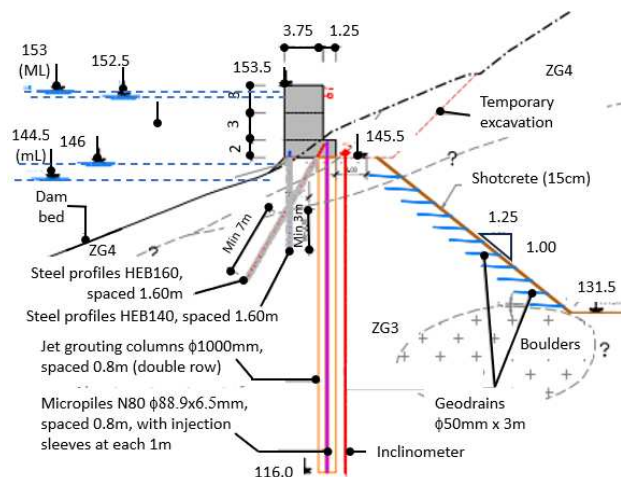 3.75 1.25
153
(ML)
152.5
153.5
ZG4
Temporary
excavation
3
3
2
144.5
(mL)
146
145.5
?
Shotcrete (15cm)
Dam
bed
ZG4
?
Min 7m
Min 3m
1.25
1.00
Steel profiles HEB160,
spaced 1.60m
131.5
Steel profiles HEB140, spaced 1.60m
ZG3
Boulders
?
Jet grouting columns ϕ1000mm,
spaced 0.8m (double row)
Micropiles N80 ϕ88.9x6.5mm,
spaced 0.8m, with injection
sleeves at each 1m
Geodrains
ϕ50mm x 3m
Inclinometer
116.0